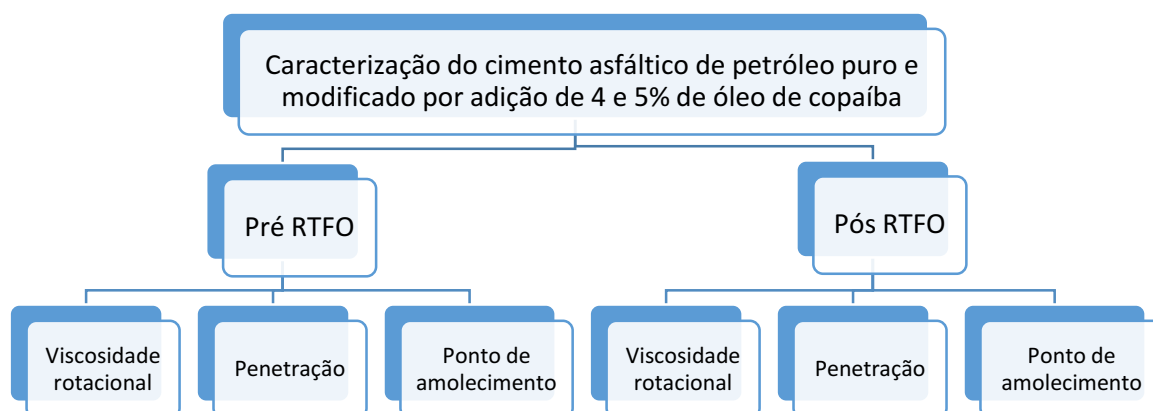 Caracterização do cimento asfáltico de petróleo puro e
modificado por adição de 4 e 5% de óleo de copaíba
Pré RTFO
Pós RTFO
Viscosidade
rotacional
Penetração
Ponto de
amolecimento
Viscosidade
rotacional
Penetração
Ponto de
amolecimento